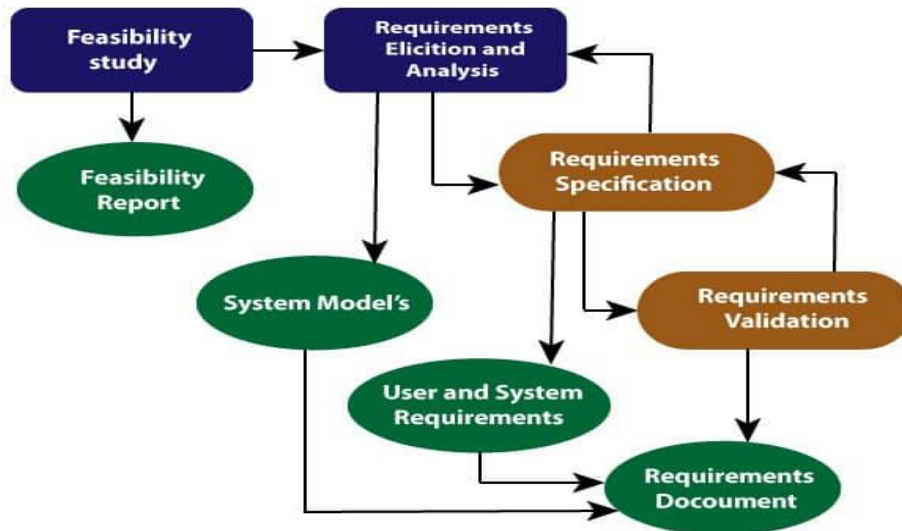 Feasibility
study
Requirements
Elicition and
Analysis
Feasibility
Report
Requirements
Specification
System Model's
Requirements
Validation
User and System
Requirements
Requirements
Docoument